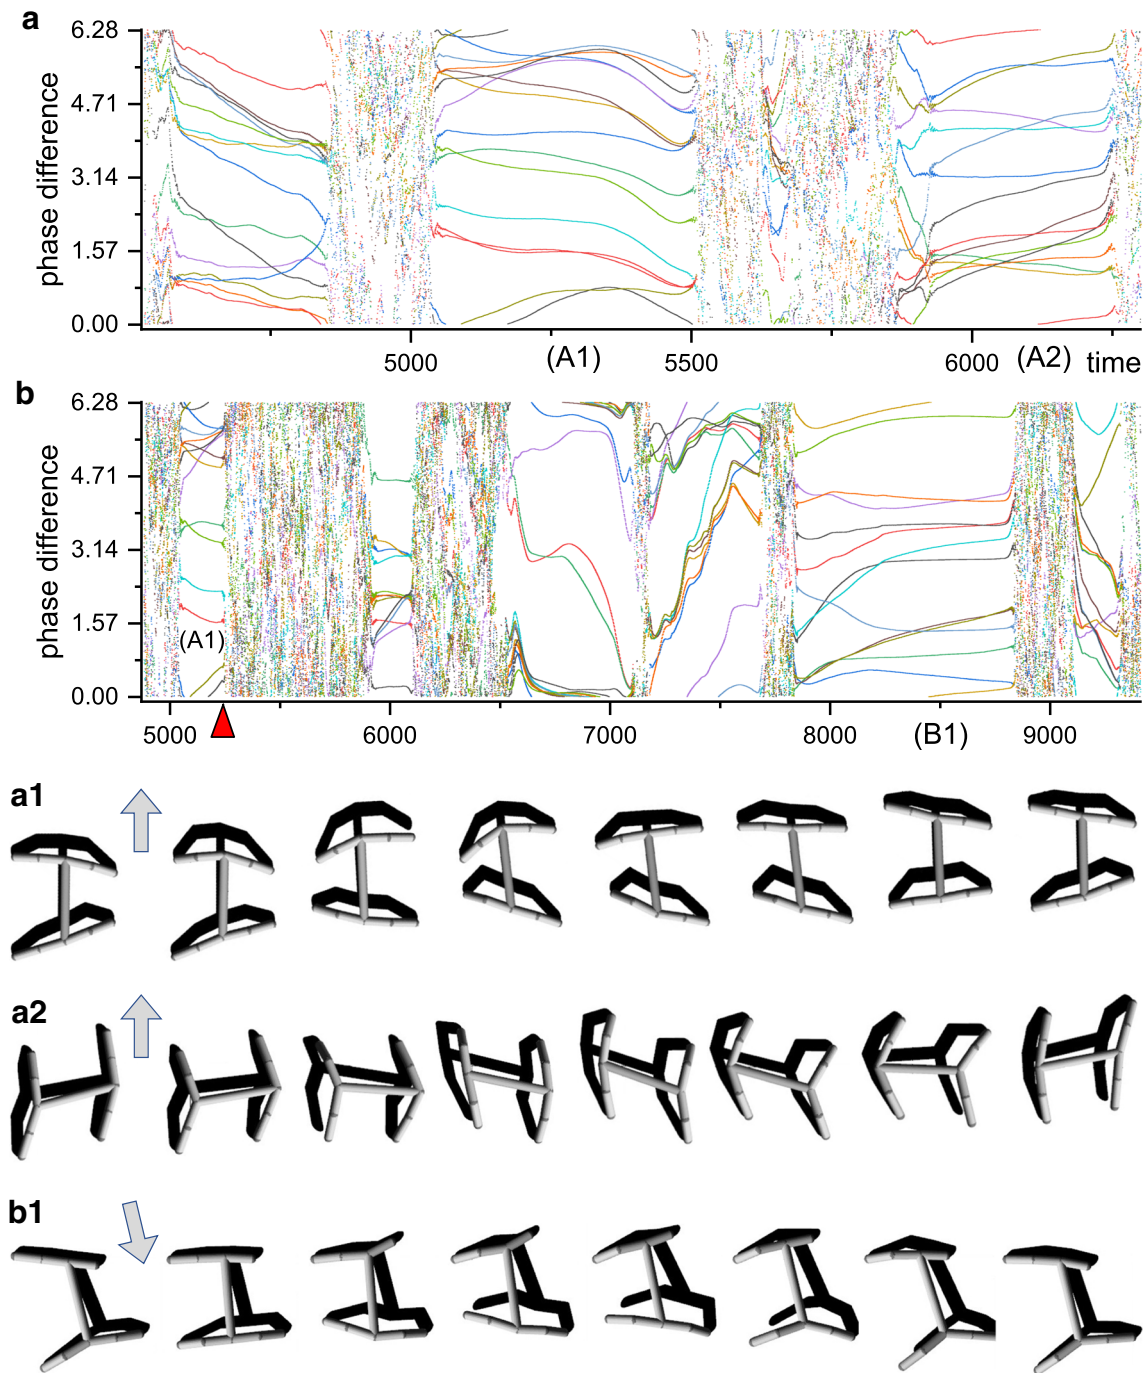 a
6.28
4.71
3.14
1.57
0.00
phase difference
5000 (A1) 5500 6000 (A2) time
b
6.28
4.71
3.14
1.57
0.00
phase difference
(A1)
5000 6000 7000 8000 (B1) 9000
a1
a2
b1